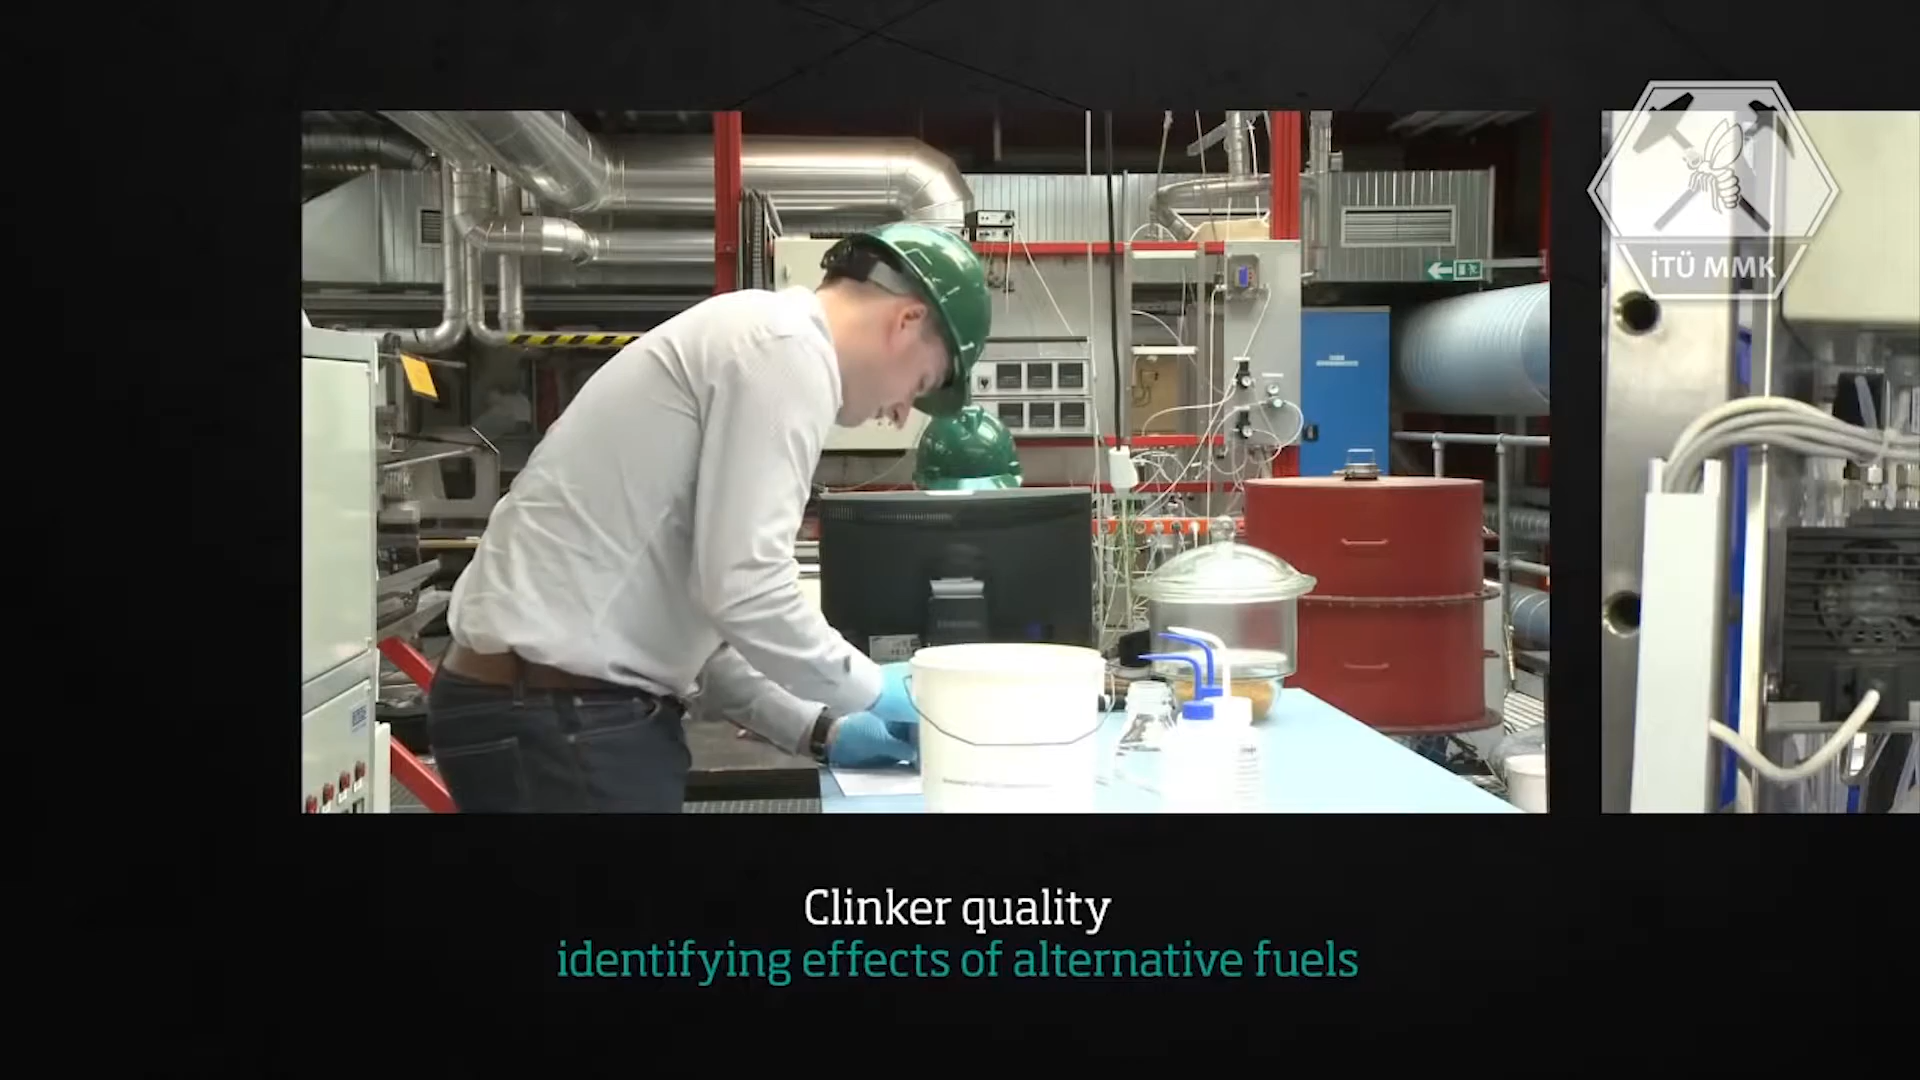 İTÜ MMK
Clinker quality
identifying effects of alternative fuels